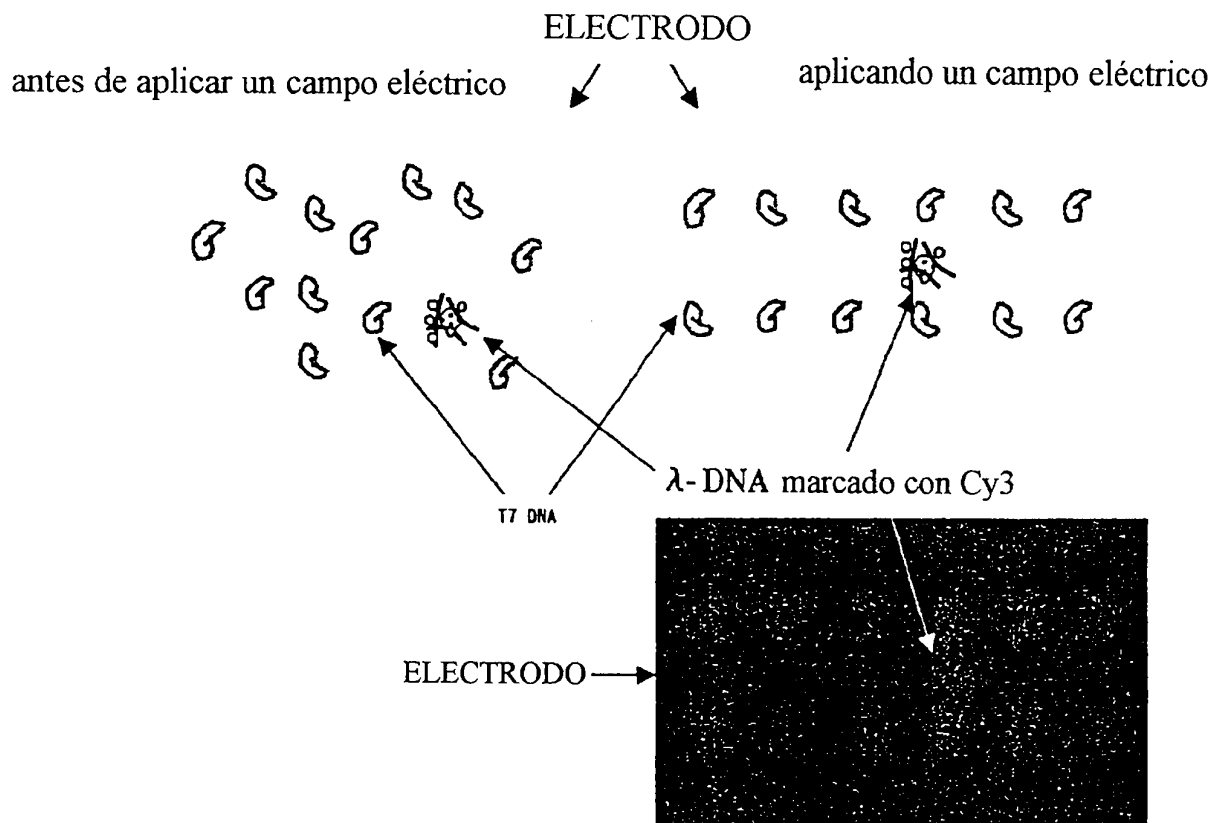 ELECTRODO
antes de aplicar un campo eléctrico
aplicando un campo eléctrico
λ-DNA marcado con Cy3
T7 DNA
ELECTRODO